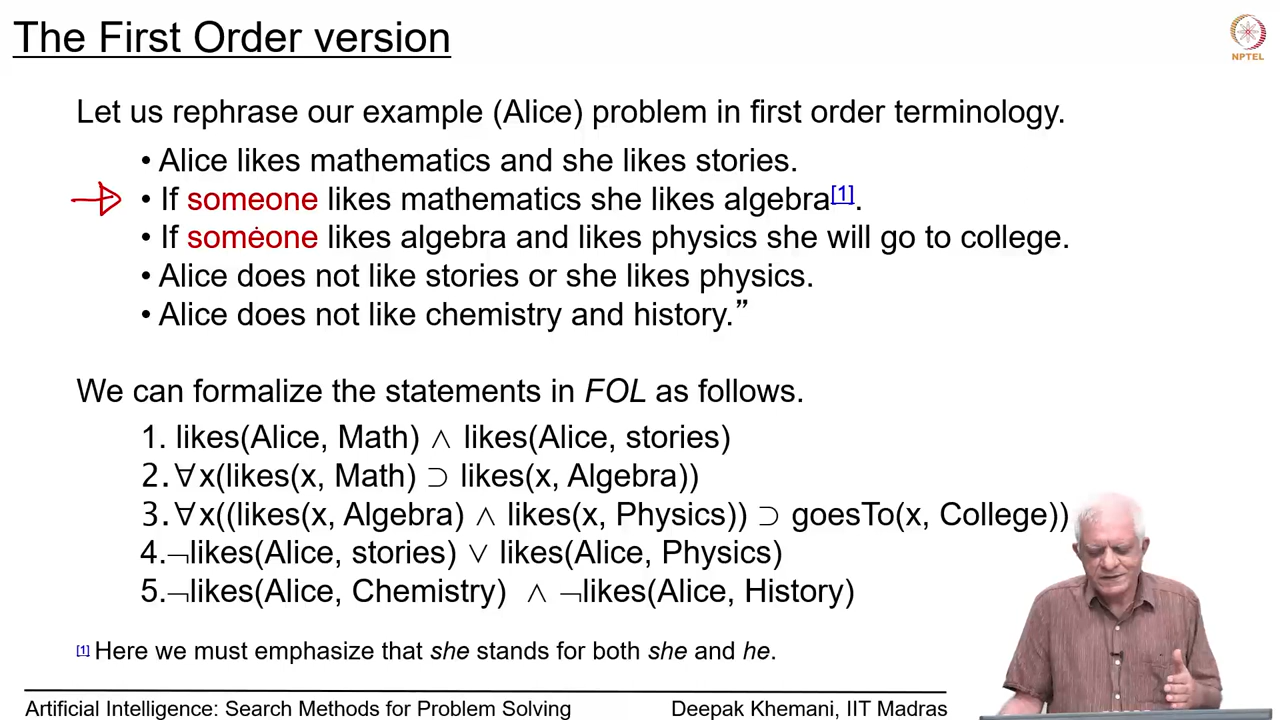 The First Order version
NPTEL
Let us rephrase our example (Alice) problem in first order terminology.
• Alice likes mathematics and she likes stories.
• If someone likes mathematics she likes algebra[1].
• If someone likes algebra and likes physics she will go to college.
• Alice does not like stories or she likes physics.
• Alice does not like chemistry and history.”
We can formalize the statements in FOL as follows.
1. likes(Alice, Math) ∧ likes(Alice, stories)
2. ∀x(likes(x, Math) ⊃ likes(x, Algebra))
3. ∀x((likes(x, Algebra) ∧ likes(x, Physics)) ⊃ goesTo(x, College))
4.¬likes(Alice, stories) ∨ likes(Alice, Physics)
5.¬likes(Alice, Chemistry) ∧ ¬likes(Alice, History)
[1] Here we must emphasize that she stands for both she and he.
Artificial Intelligence: Search Methods for Problem Solving
Deepak Khemani, IIT Madras